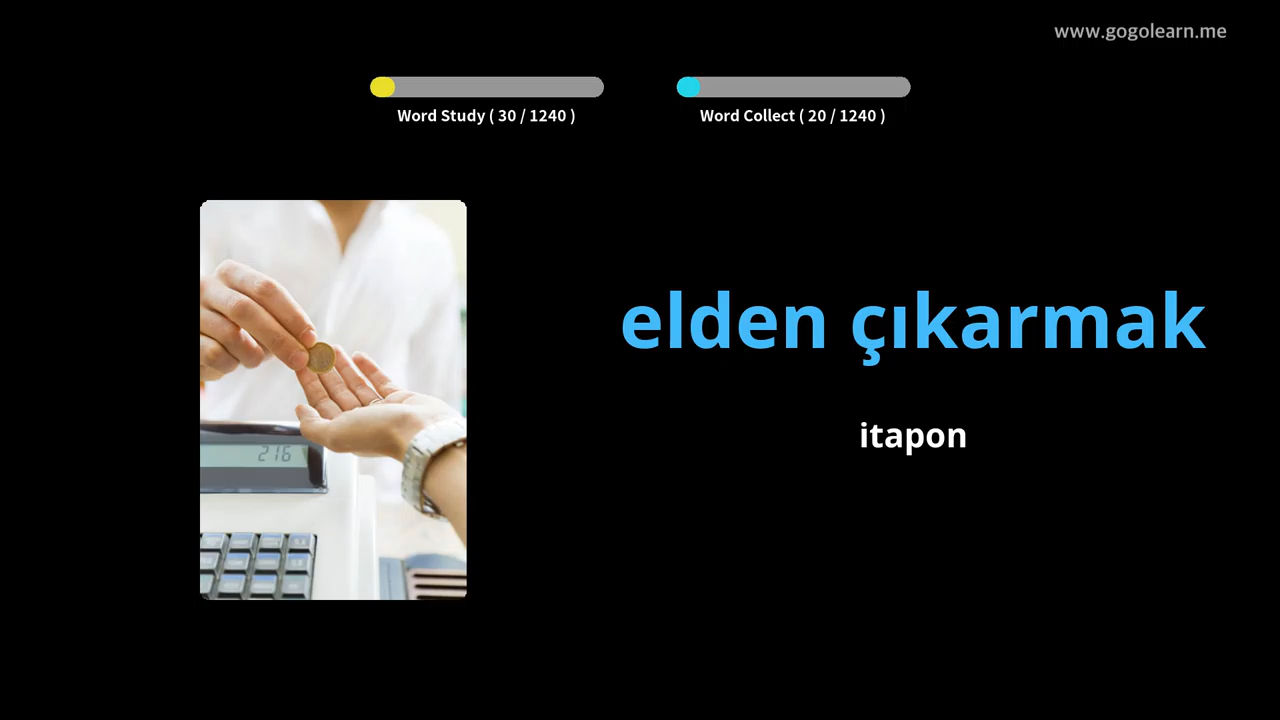 www.gogolearn.me
Word Study ( 30 / 1240 )
Word Collect ( 20 / 1240 )
elden çıkarmak
itapon
216